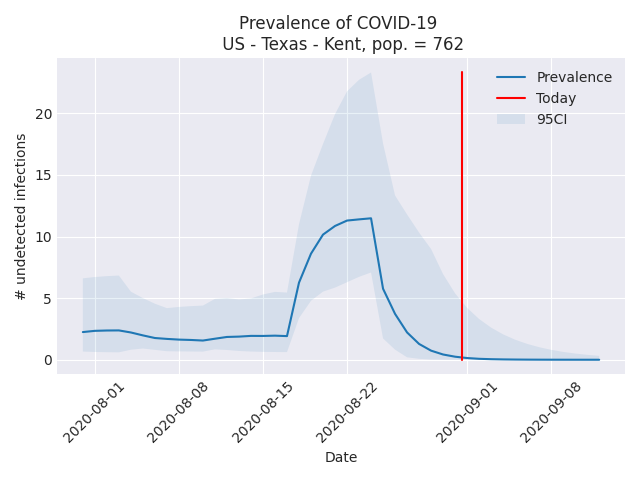 Prevalence of COVID-19
US - Texas - Kent, pop. = 762
Prevalence
Today
95CI
# undetected infections
20
15
10
5
0
2020-08-01
2020-08-08
2020-08-15
2020-08-22
2020-09-01
2020-09-08
Date